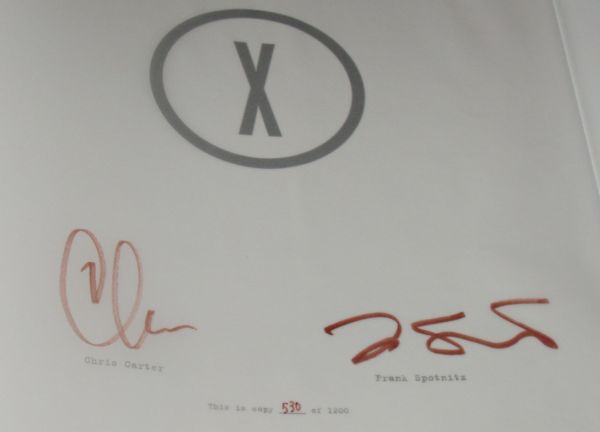 X
Chris Carter
Frank Spotnitz
This is copy 530 of 1200